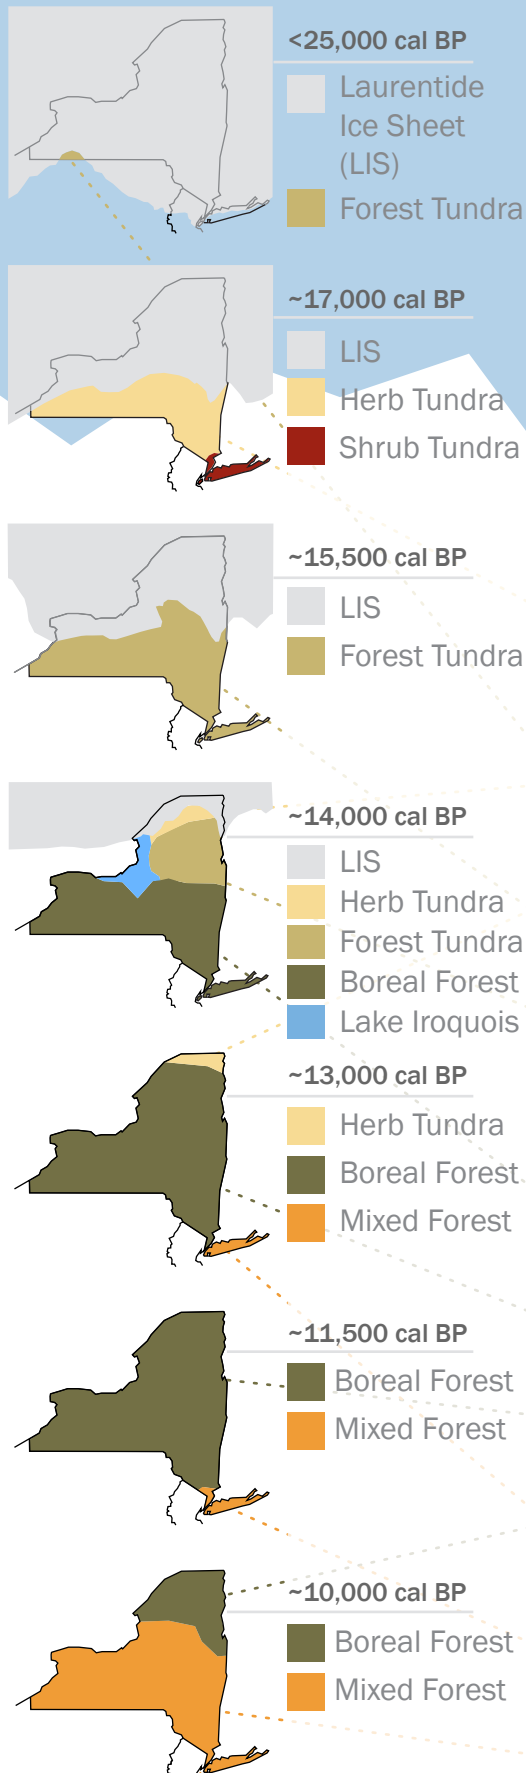 <25,000 cal BP
Laurentide
Ice Sheet
(LIS)
Forest Tundra
~17,000 cal BP
LIS
Herb Tundra
Shrub Tundra
~15,500 cal BP
LIS
Forest Tundra
~14,000 cal BP
LIS
Herb Tundra
Forest Tundra
Boreal Forest
Lake Iroquois
~13,000 cal BP
Herb Tundra
Boreal Forest
Mixed Forest
~11,500 cal BP
Boreal Forest
Mixed Forest
~10,000 cal BP
Boreal Forest
Mixed Forest